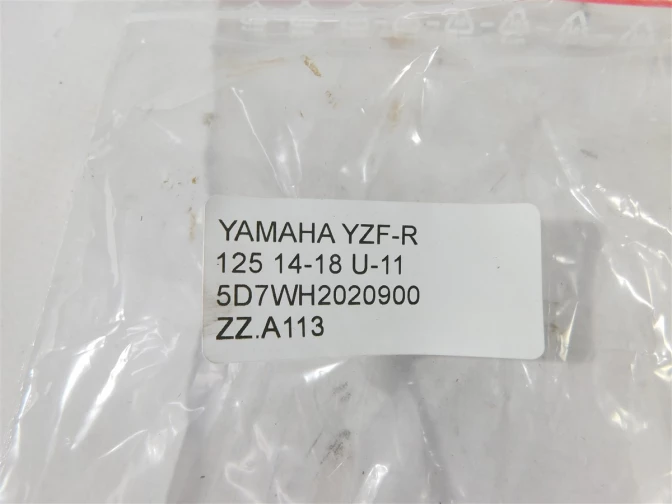 YAMAHA YZF-R
125 14-18 U-11
5D7WH2020900
ZZ.A113